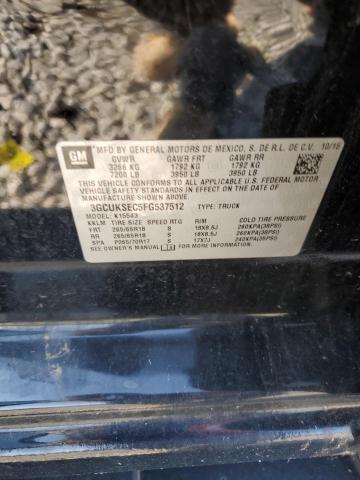 GM MFD BY GENERAL MOTORS DE MEXICO, S. DE R.L. DE C.V. 10/15
GVWR GAWR FRT GAWR RR
3266 KG 1792 KG 1792 KG
7200 LB 3950 LB 3950 LB
THIS VEHICLE CONFORMS TO ALL APPLICABLE U.S. FEDERAL MOTOR
VEHICLE SAFETY STANDARDS IN EFFECT ON THE DATE OF
MANUFACTURE SHOWN ABOVE.
3GCUKSEC5FG537512 TYPE: TRUCK
MODEL: K15543
KKLM TIRE SIZE SPEED RTG RIM COLD TIRE PRESSURE
FRT 265/65R18 S 18X8.5J 260KPA(38PSI)
RR 265/65R18 S 18X8.5J 260KPA(38PSI)
SPA P265/70R17 S 17X7J 240KPA(35PSI)
SEE OWNER MANUAL FOR MORE INFORMATION.